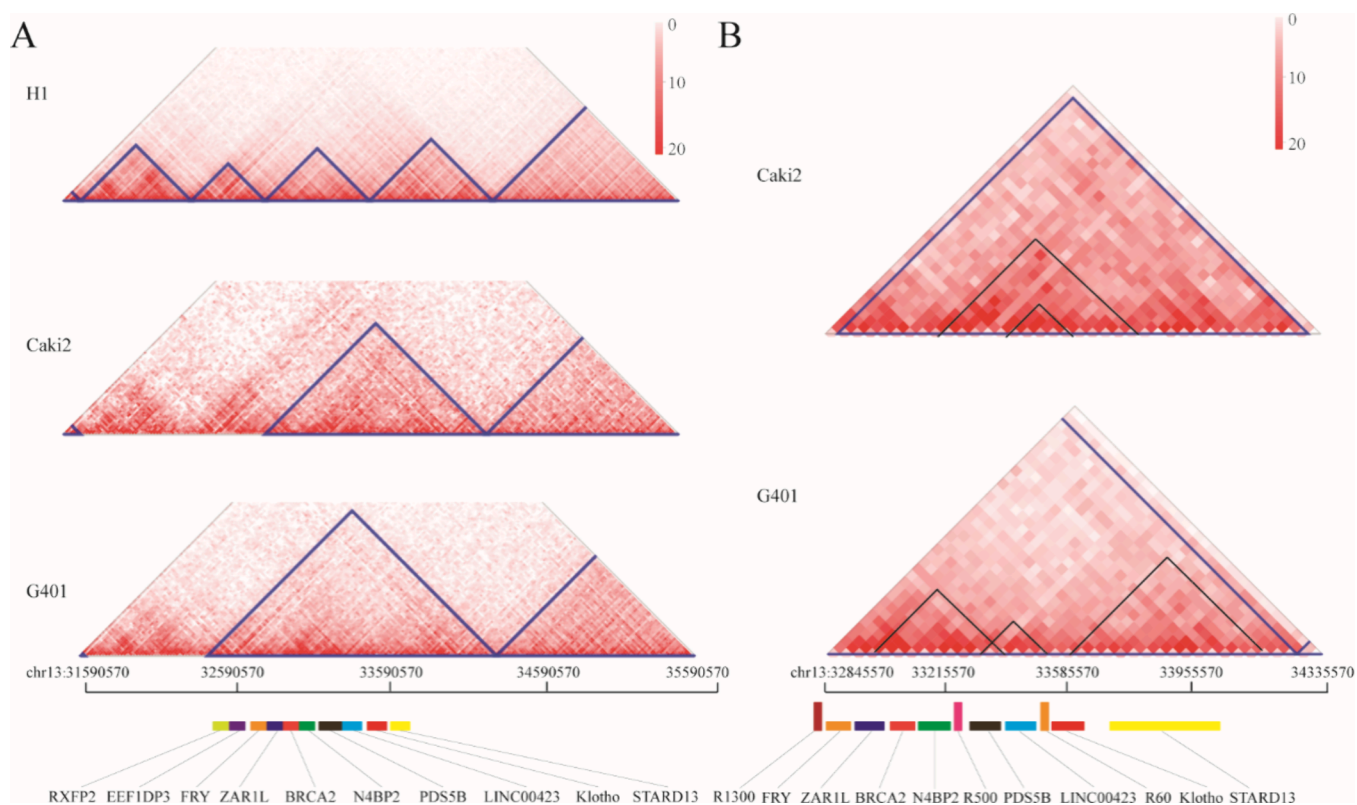 A
B
H1
0
10
20
0
10
20
Caki2
Caki2
G401
G401
chr13:31590570 32590570 33590570 34590570 35590570
chr13:32845570 33215570 33585570 33955570 34335570
RXFP2 EEF1DP3 FRY ZAR1L BRCA2 N4BP2 PDS5B LINC00423 Klotho STARD13
R1300 FRY ZAR1L BRCA2 N4BP2 R500 PDS5B LINC00423 R60 Klotho STARD13